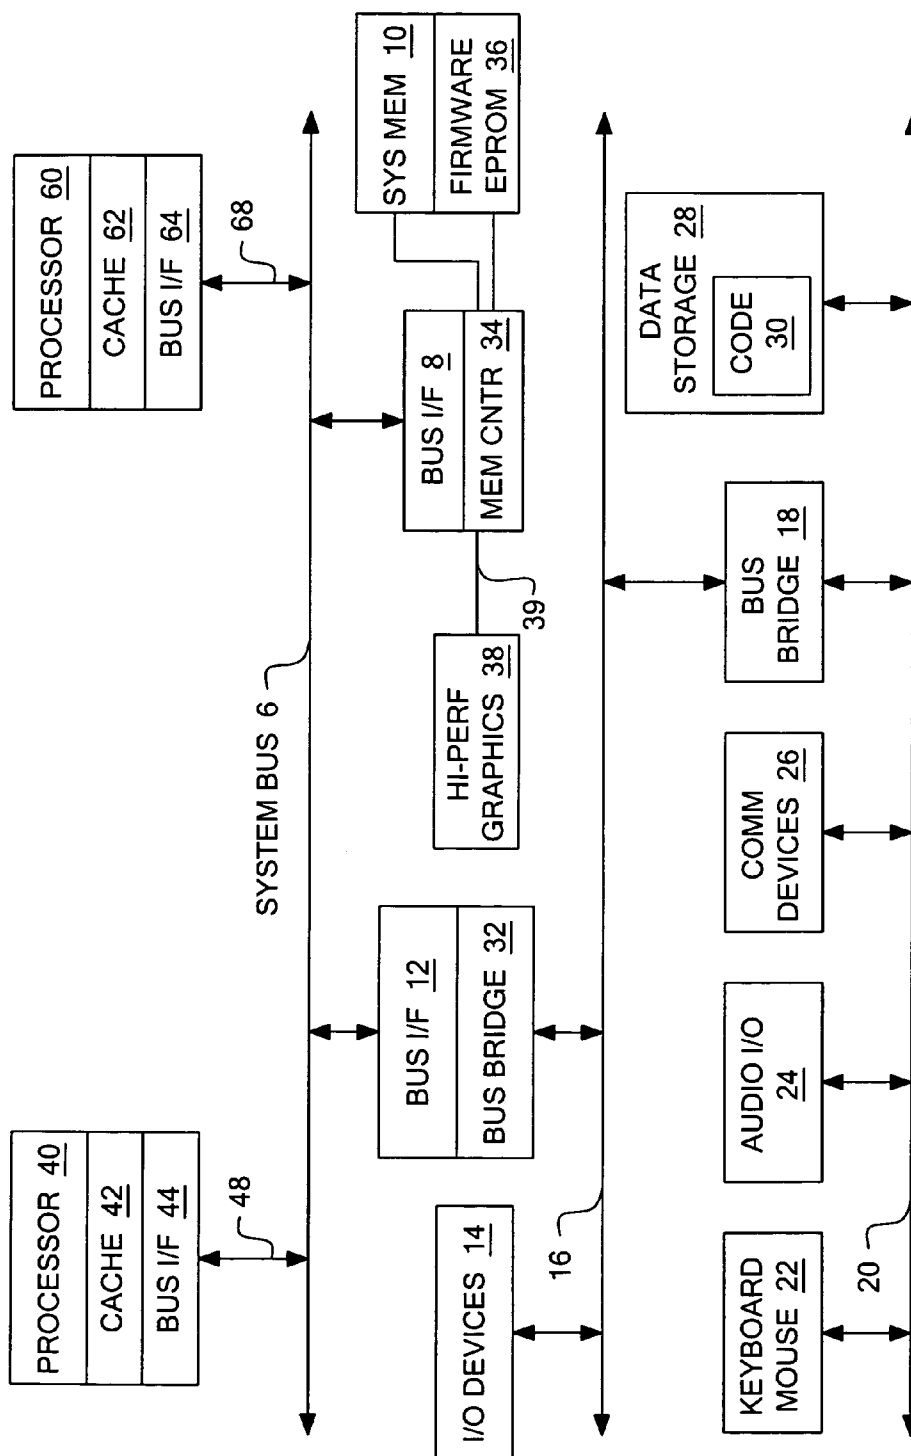 PROCESSOR 40
CACHE 42
BUS I/F 44
48
PROCESSOR 60
CACHE 62
BUS I/F 64
68
SYSTEM BUS 6
BUS I/F 12
BUS BRIDGE 32
BUS I/F 8
MEM CNTR 34
SYS MEM 10
FIRMWARE
EPROM 36
I/O DEVICES 14
HI-PERF
GRAPHICS 38
39
16
KEYBOARD
MOUSE 22
AUDIO I/O
24
COMM
DEVICES 26
BUS
BRIDGE 18
DATA
STORAGE 28
CODE
30
20